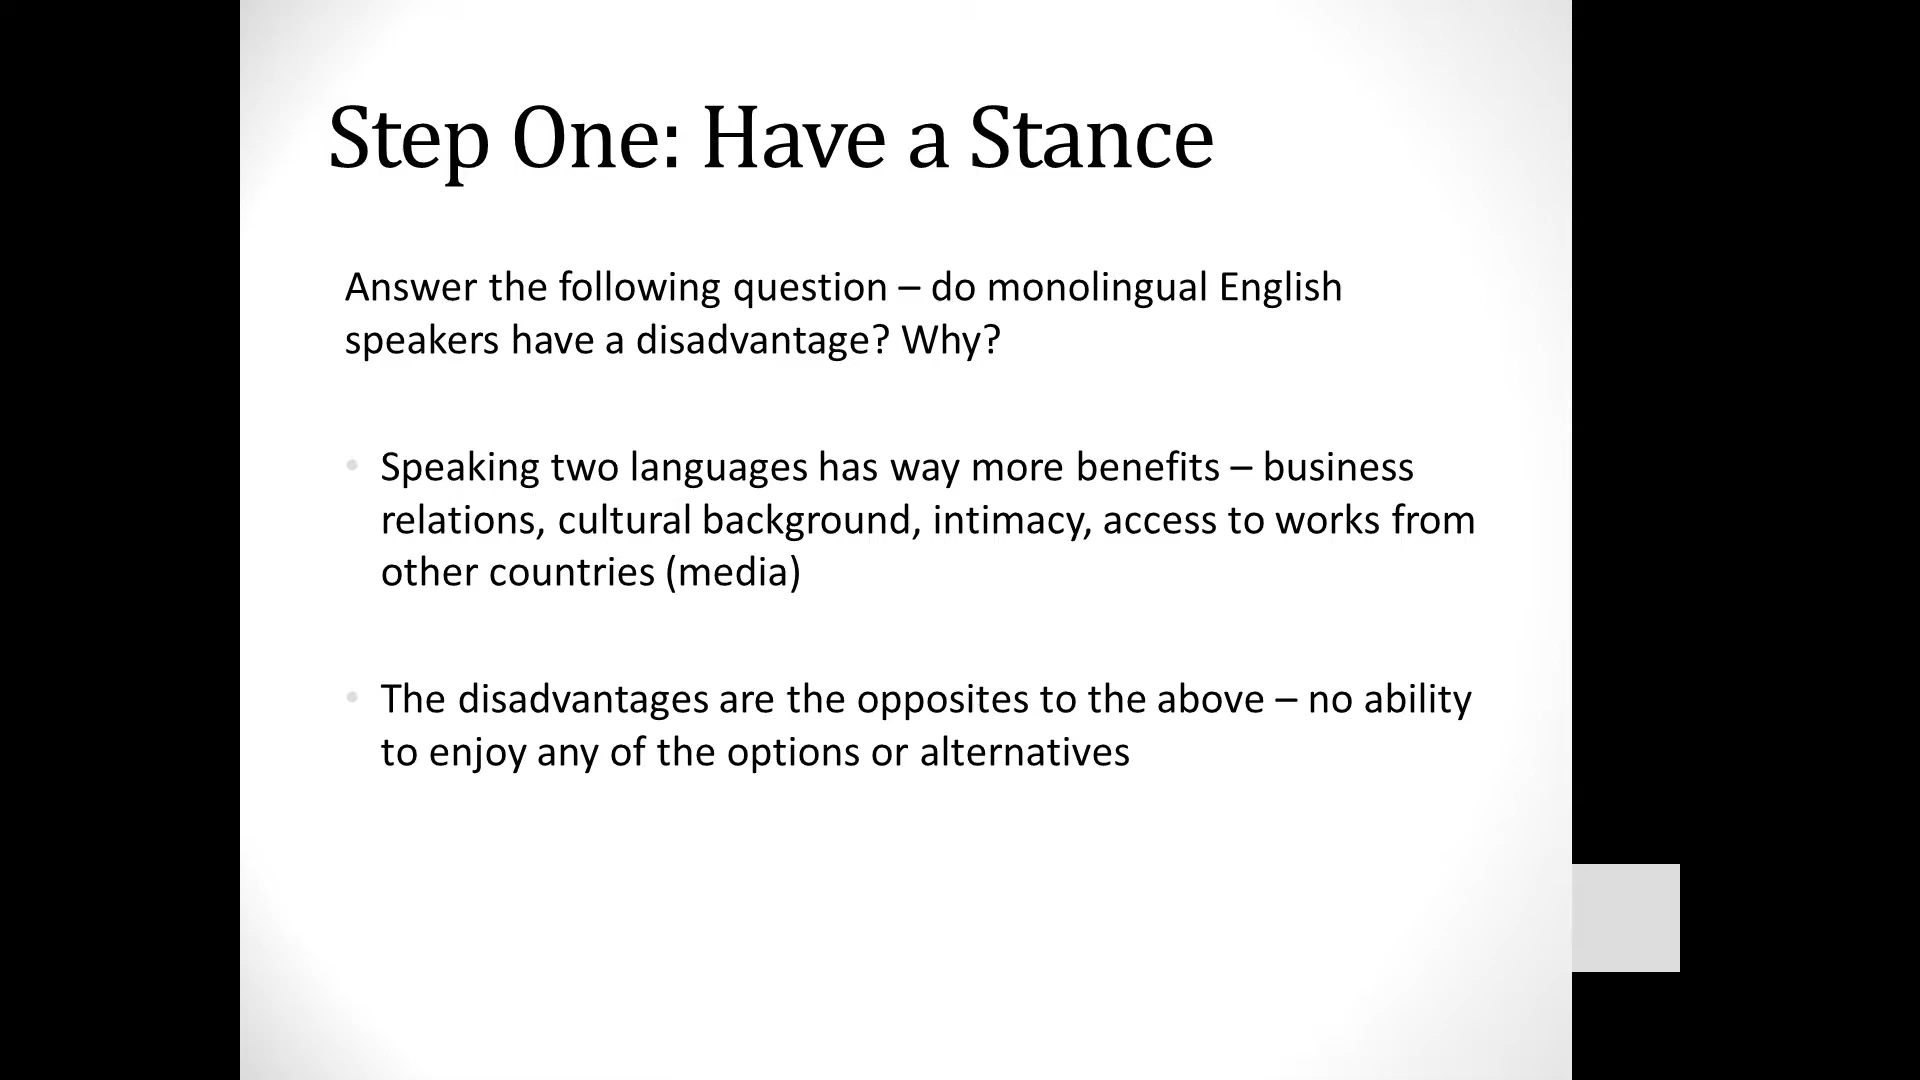 Step One: Have a Stance
Answer the following question – do monolingual English
speakers have a disadvantage? Why?
• Speaking two languages has way more benefits – business
relations, cultural background, intimacy, access to works from
other countries (media)
• The disadvantages are the opposites to the above – no ability
to enjoy any of the options or alternatives